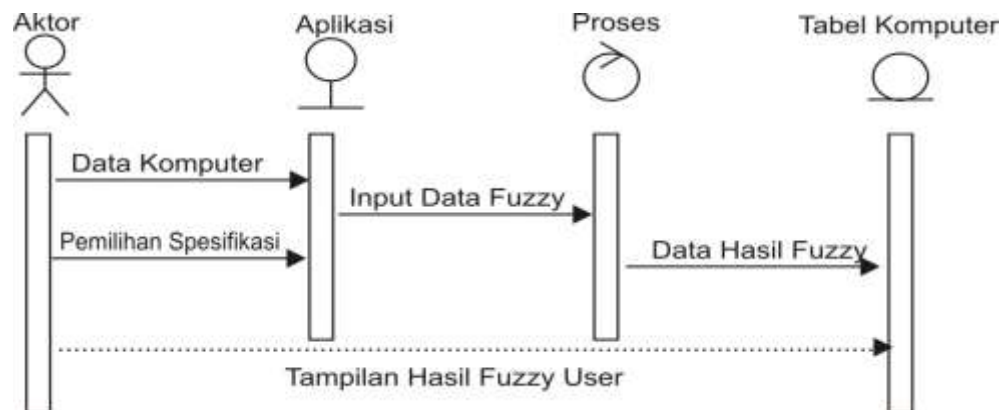 Aktor
Aplikasi
Proses
Tabel Komputer
Data Komputer
Input Data Fuzzy
Pemilihan Spesifikasi
Data Hasil Fuzzy
Tampilan Hasil Fuzzy User